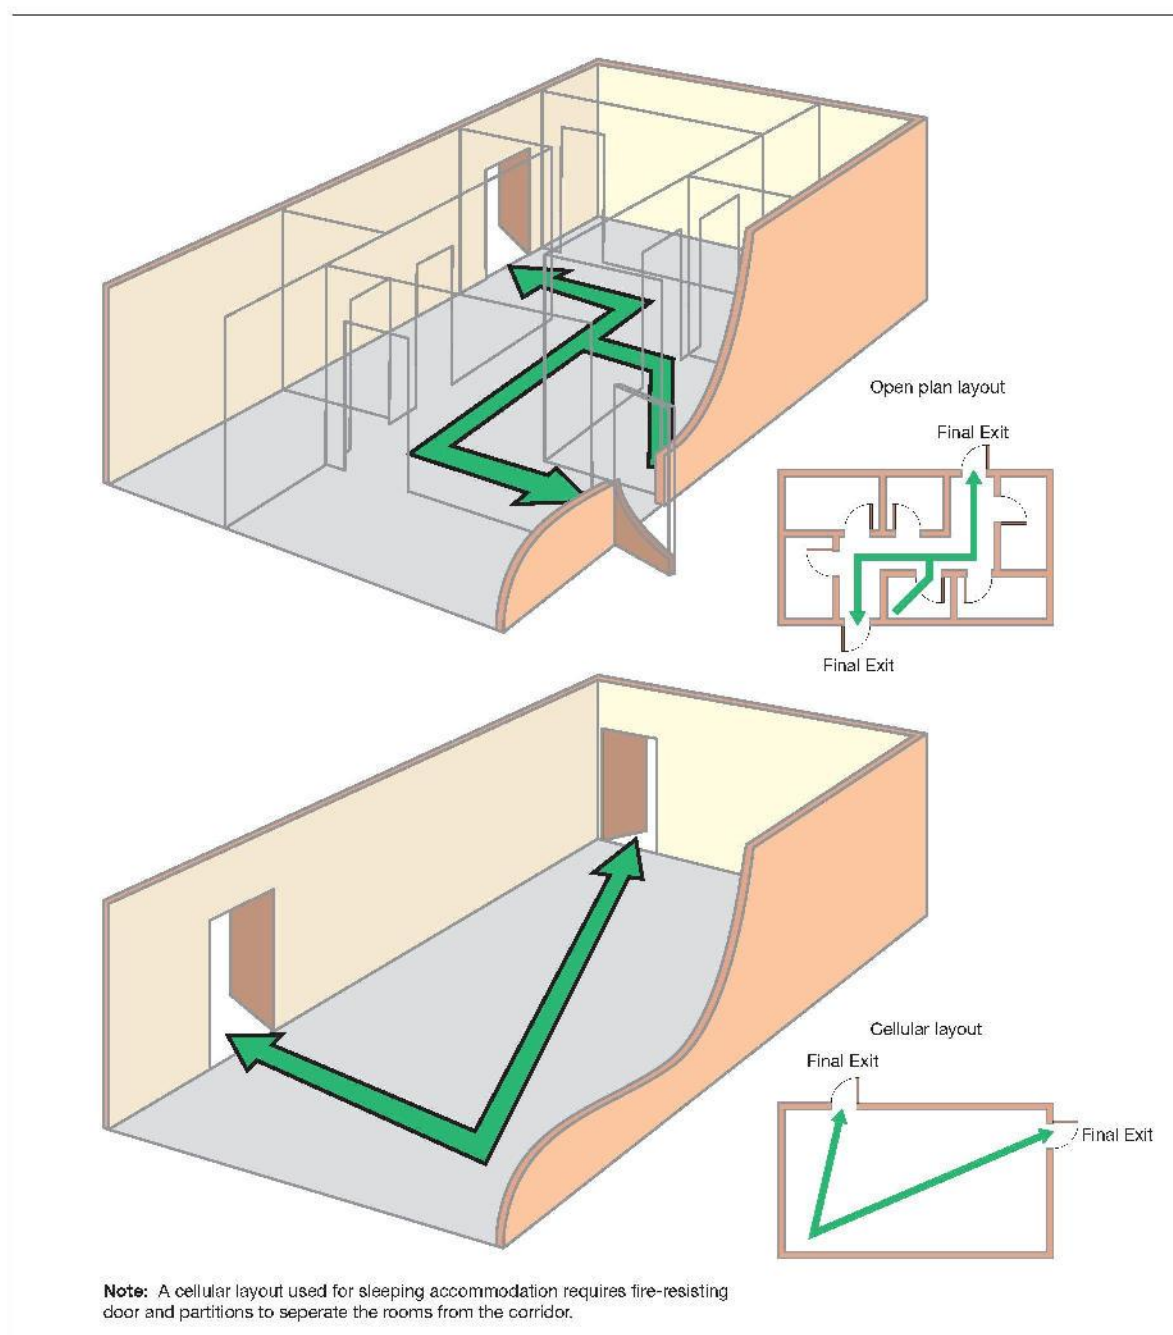 Open plan layout
Final Exit
Final Exit
Cellular layout
Final Exit
Final Exit
Note: A cellular layout used for sleeping accommodation requires fire-resisting
door and partitions to seperate the rooms from the corridor.